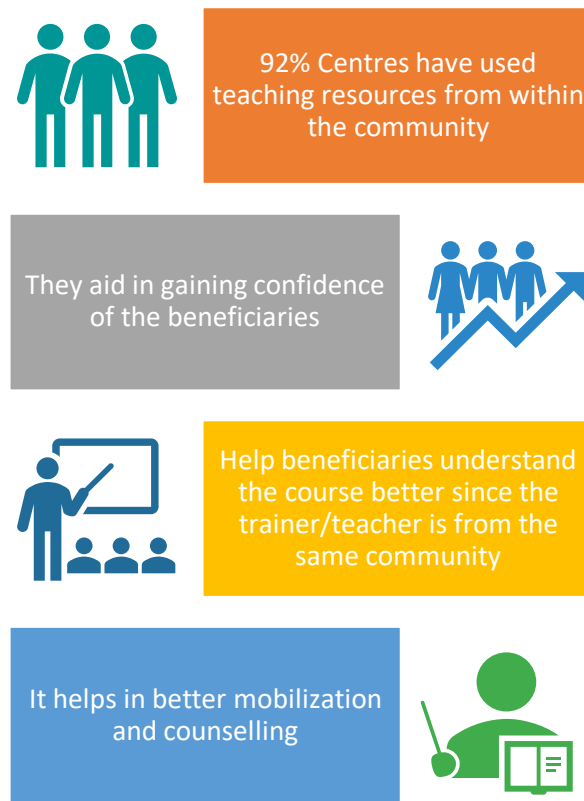 92% Centres have used
teaching resources from within
the community
They aid in gaining confidence
of the beneficiaries
Help beneficiaries understand
the course better since the
trainer/teacher is from the
same community
It helps in better mobilization
and counselling